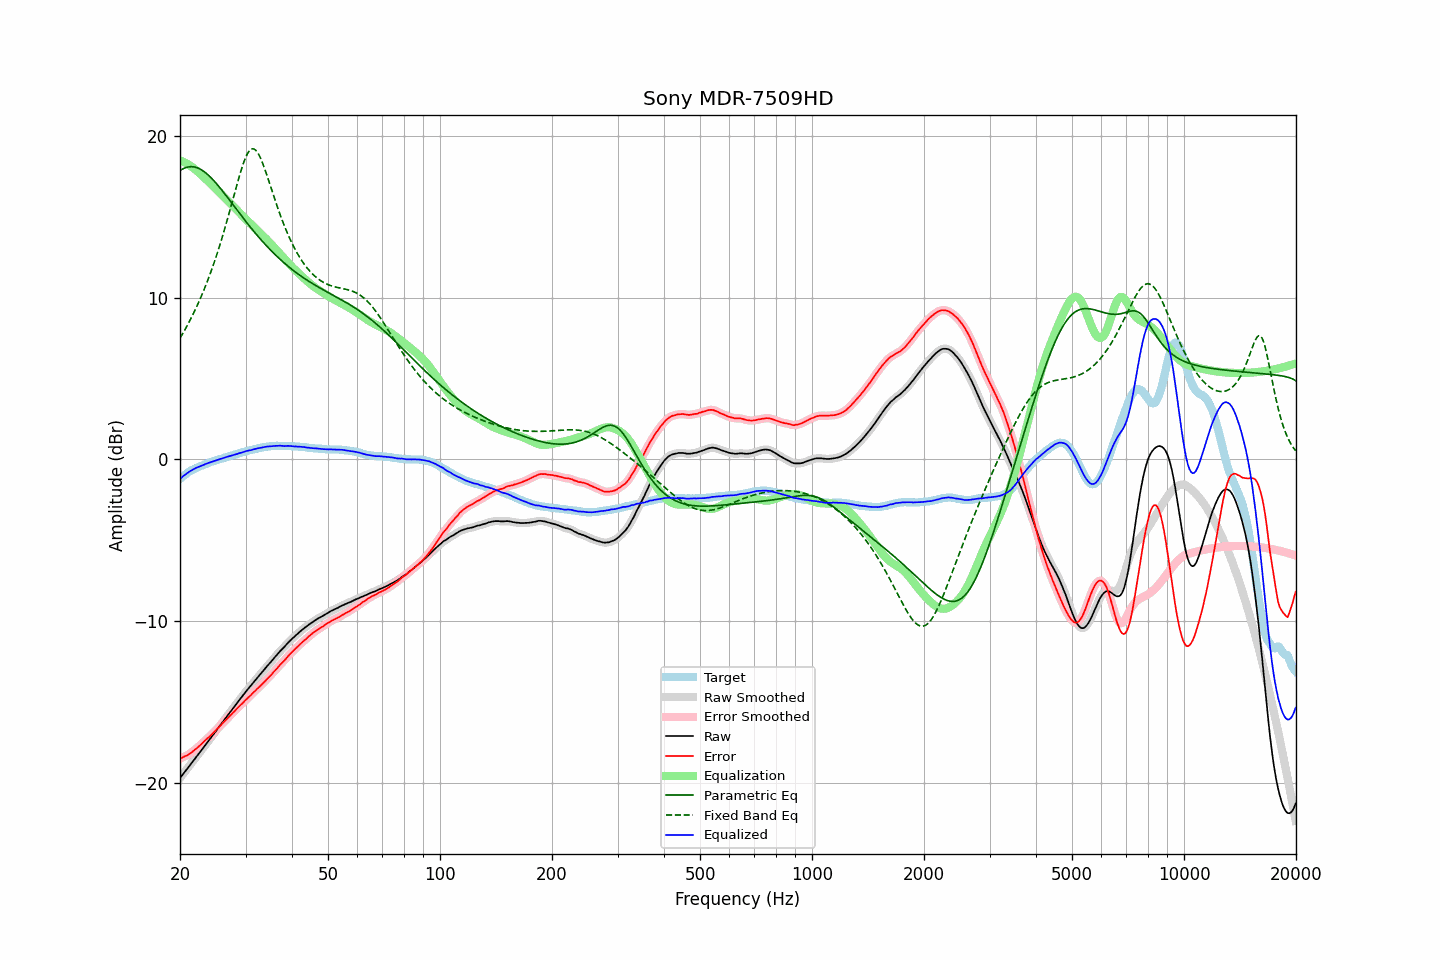 Sony MDR-7509HD
20
10
0
−10
−20
Amplitude (dBr)
Target
Raw Smoothed
Error Smoothed
Raw
Error
Equalization
Parametric Eq
Fixed Band Eq
Equalized
20 50 100 200 500 1000 2000 5000 10000 20000
Frequency (Hz)